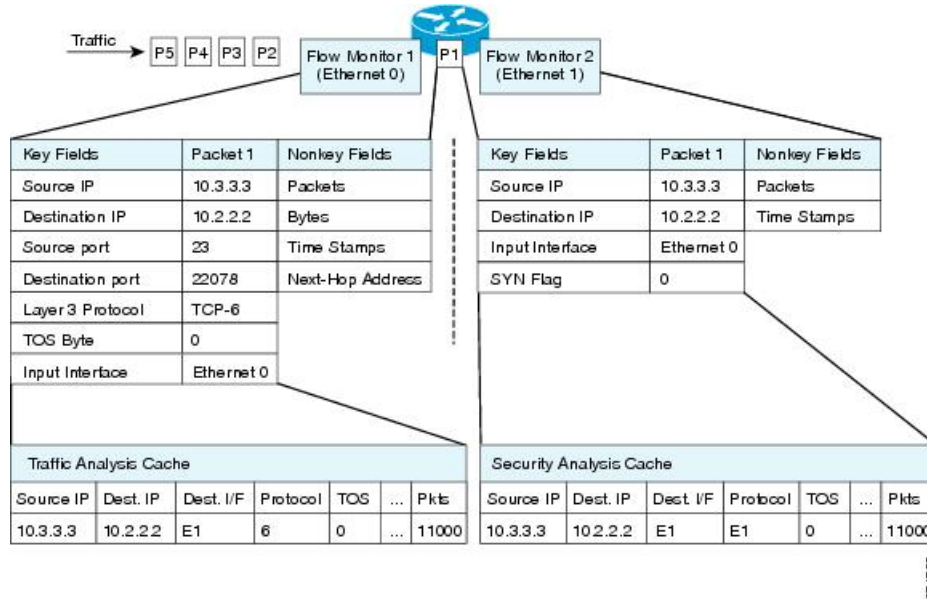 Traffic
P5 P4 P3 P2
Flow Monitor 1
(Ethernet 0)
P1
Flow Monitor 2
(Ethernet 1)
Key Fields Packet 1 Nonkey Fields
Source IP 10.3.3.3 Packets
Destination IP 10.2.2.2 Bytes
Source port 23 Time Stamps
Destination port 22078 Next-Hop Address
Layer 3 Protocol TCP-6
TOS Byte 0
Input Interface Ethernet 0
Key Fields Packet 1 Nonkey Fields
Source IP 10.3.3.3 Packets
Destination IP 10.2.2.2 Time Stamps
Input Interface Ethernet 0
SYN Flag 0
Traffic Analysis Cache
Source IP Dest. IP Dest. I/F Protocol TOS ... Pkts
10.3.3.3 10.2.2.2 E1 6 0 ... 11000
Security Analysis Cache
Source IP Dest. IP Dest. I/F Protocol TOS ... Pkts
10.3.3.3 10.2.2.2 E1 E1 0 ... 11000